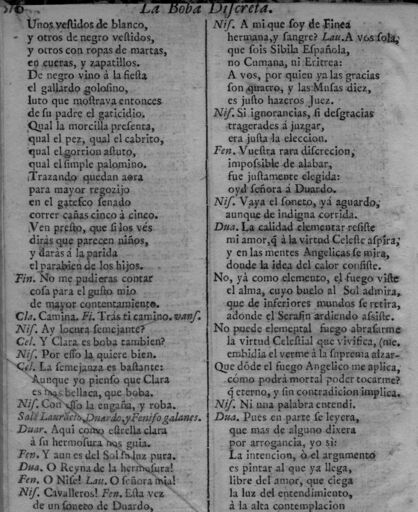 La Boba Discreta.
Unos vestidos de blanco,
y otros de negro vestidos,
y otros con ropas de martas,
en cueras, y zapatillos.
De negro vino à la fiesta
el gallardo golosino,
luto que mostrava entonces
de su padre el gaticidio.
Qual la morcilla presenta,
qual el pez, qual el cabrito,
qual el gorrion astuto,
qual el simple palomino.
Trazando quedan aora
para mayor regozijo
en el gatesco senado
correr cañas cinco à cinco.
Ven presto, que si los vés
dirás que parecen niños,
y darás à la parida
el parabien de los hijos.
Fin. No me pudieras contar
cosa para el gusto mio
de mayor contentamiento.
Cla. Camina. Fi. Tras ti camino. vans.
Nis. Ay locura semejante?
Cel. Y Clara es boba tambien?
Nis. Por esso la quiere bien.
Cel. La semejanza es bastante:
Aunque yo pienso que Clara
es mas bellaca, que boba.
Nis. Con esso la engaña, y roba.
Sale Laurencio, Duardo, y Feniso galanes.
Duar. Aqui como estrella clara
à su hermosura nos guia.
Fen. Y aun es del Sol la luz pura.
Dua. O Reyna de la hermosura!
Fen. O Nise! Lau. O señora mia!
Nis. Cavalleros! Fen. Esta vez
de un soneto de Duardo,
Nis. A mi que soy de Finea
hermana, y sangre? Lau. A vos sola,
que sois Sibila Española,
no Cumana, ni Eritrea:
A vos, por quien ya las gracias
son quatro, y las Musas diez,
es justo hazeros Juez.
Nis. Si ignorancias, si desgracias
tragerades à juzgar,
era justa la eleccion.
Fen. Vuestra rara discrecion,
impossible de alabar,
fue justamente elegida:
oyd señora à Duardo.
Nis. Vaya el soneto, yá aguardo,
aunque de indigna corrida.
Dua. La calidad elementar resiste
mi amor, q̃ à la virtud Celeste aspira,
y en las mentes Angelicas se mira,
donde la idea del calor consiste.
No, yá como elemento, el fuego viste
el alma, cuyo buelo al Sol admira,
que de inferiores mundos se retira,
adonde el Serafin ardiendo assiste.
No puede elemental fuego abrasarme
la virtud Celestial que vivifica, (me.
embidia el verme à la suprema alzar-
Que dóde el fuego Angelico me aplica,
cómo podrá mortal poder tocarme?
q̃ eterno, y fin contradicion implica.
Nis. Ni una palabra entendi.
Dua. Pues en parte se leyera,
que mas de alguno dixera
por arrogancia, yo si:
La intencion, ò el argumento
es pintar al que ya llega,
libre del amor, que ciega
la luz del entendimiento,
à la alta contemplacion